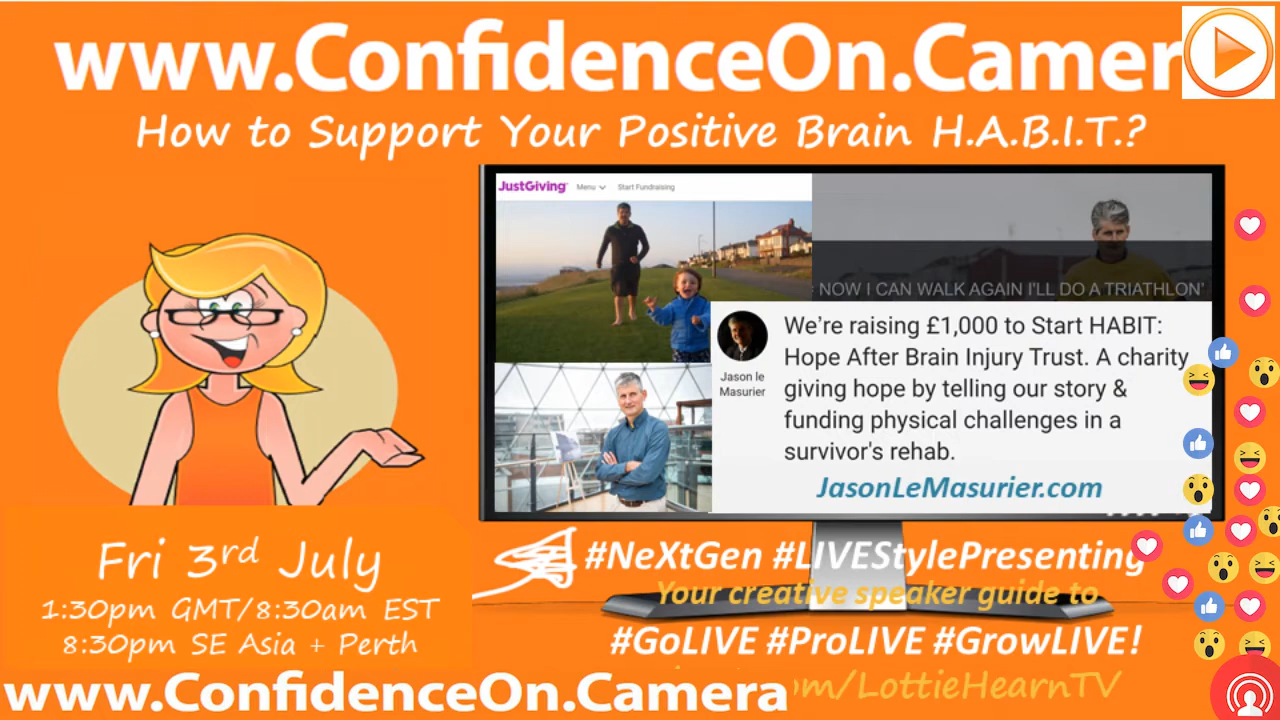 www.ConfidenceOn.Camer
How to Support Your Positive Brain H.A.B.I.T.?
JustGiving Menu Start Fundraising
NOW I CAN WALK AGAIN I'LL DO A TRIATHLON'
Jason le
Masurier
We're raising £1,000 to Start HABIT:
Hope After Brain Injury Trust. A charity
giving hope by telling our story &
funding physical challenges in a
survivor's rehab.
JasonLeMasurier.com
Fri 3rd July
1:30pm GMT/8:30am EST
8:30pm SE Asia + Perth
#NeXtGen #LIVEStylePresenting
Your creative speaker guide to
#GoLIVE #ProLIVE #GrowLIVE!
www.ConfidenceOn.Camera
om/LottieHearnTV